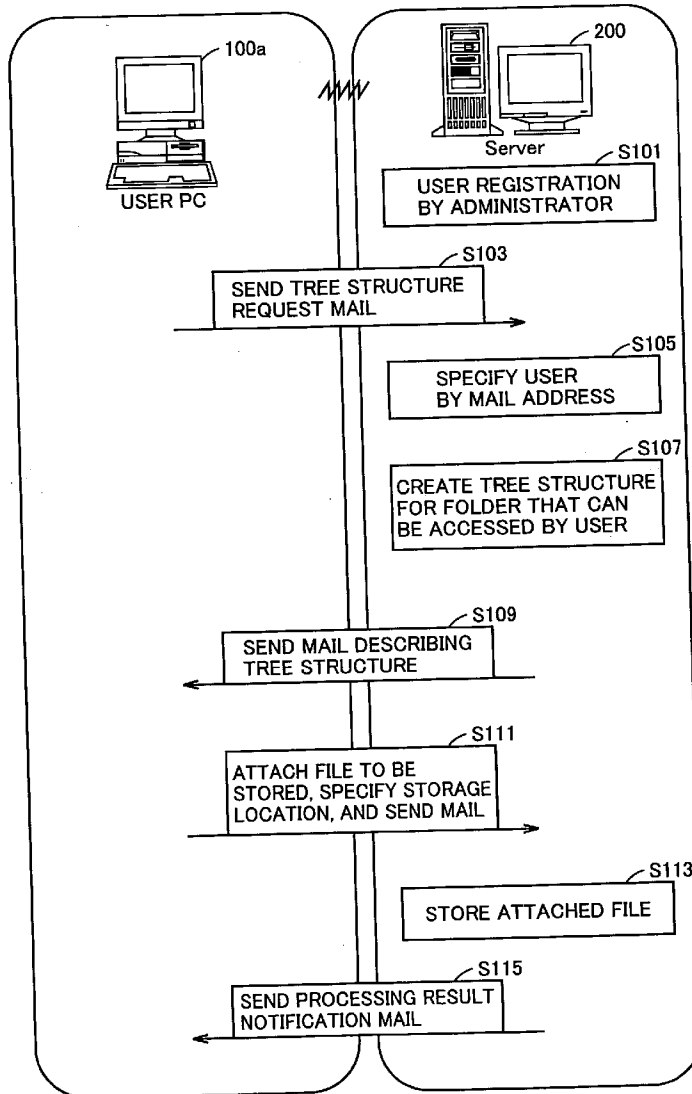 100a
200
USER PC
Server
S101
USER REGISTRATION
BY ADMINISTRATOR
S103
SEND TREE STRUCTURE
REQUEST MAIL
S105
SPECIFY USER
BY MAIL ADDRESS
S107
CREATE TREE STRUCTURE
FOR FOLDER THAT CAN
BE ACCESSED BY USER
S109
SEND MAIL DESCRIBING
TREE STRUCTURE
S111
ATTACH FILE TO BE
STORED, SPECIFY STORAGE
LOCATION, AND SEND MAIL
S113
STORE ATTACHED FILE
S115
SEND PROCESSING RESULT
NOTIFICATION MAIL